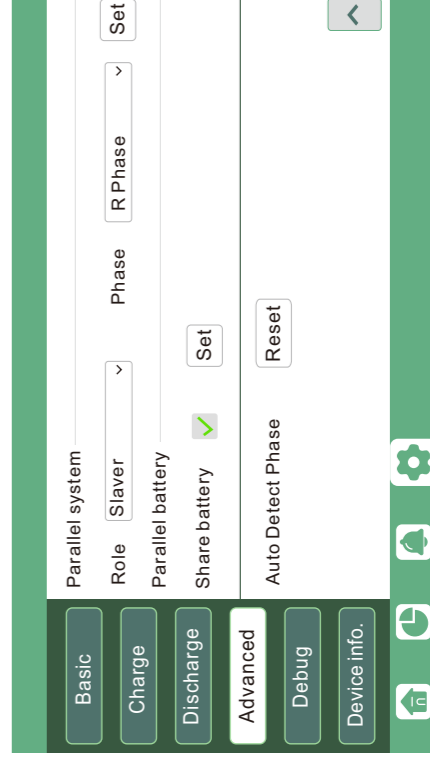 Basic
Charge
Discharge
Advanced
Debug
Device info.
Parallel system
Role Slaver Phase R Phase Set
Parallel battery
Share battery Set
Auto Detect Phase Reset